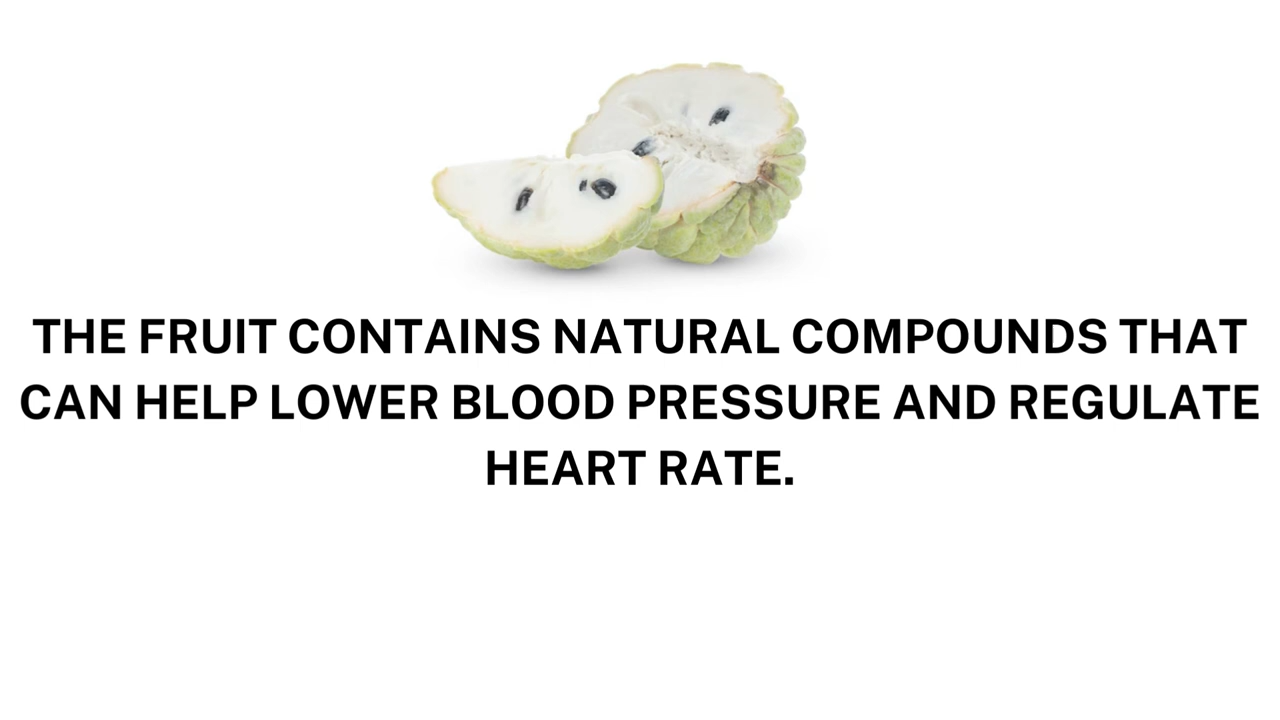 THE FRUIT CONTAINS NATURAL COMPOUNDS THAT
CAN HELP LOWER BLOOD PRESSURE AND REGULATE
HEART RATE.